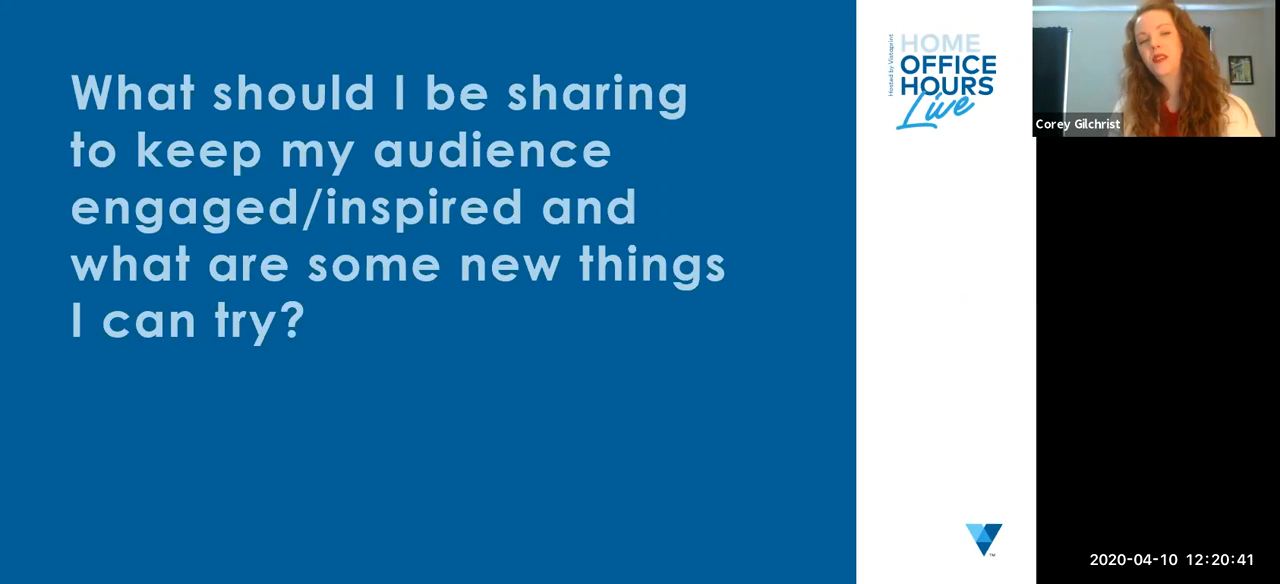 What should I be sharing
to keep my audience
engaged/inspired and
what are some new things
I can try?
Hosted by Vistaprint
HOME
OFFICE
HOURS
Live
Corey Gilchrist
TM
2020-04-10 12:20:41